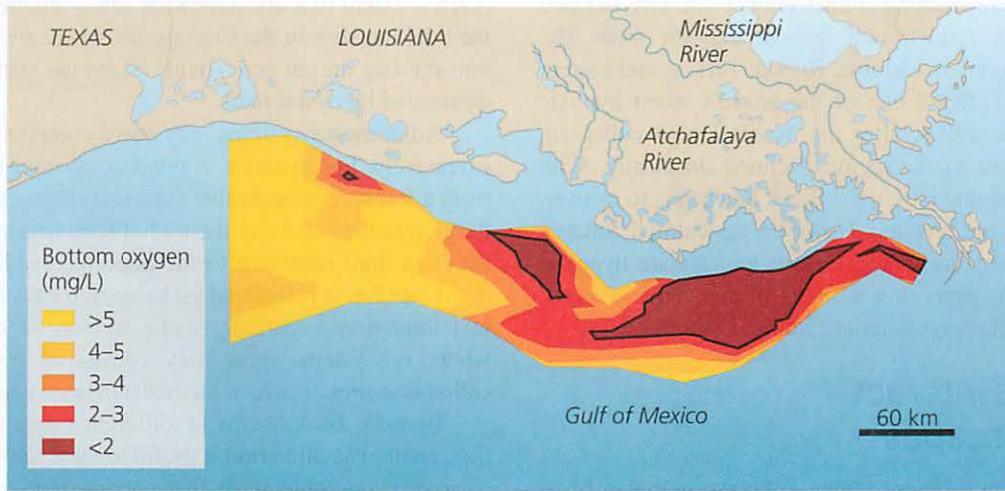 TEXAS
LOUISIANA
Mississippi
River
Atchafalaya
River
Bottom oxygen
(mg/L)
>5
4–5
3–4
2–3
<2
Gulf of Mexico
60 km